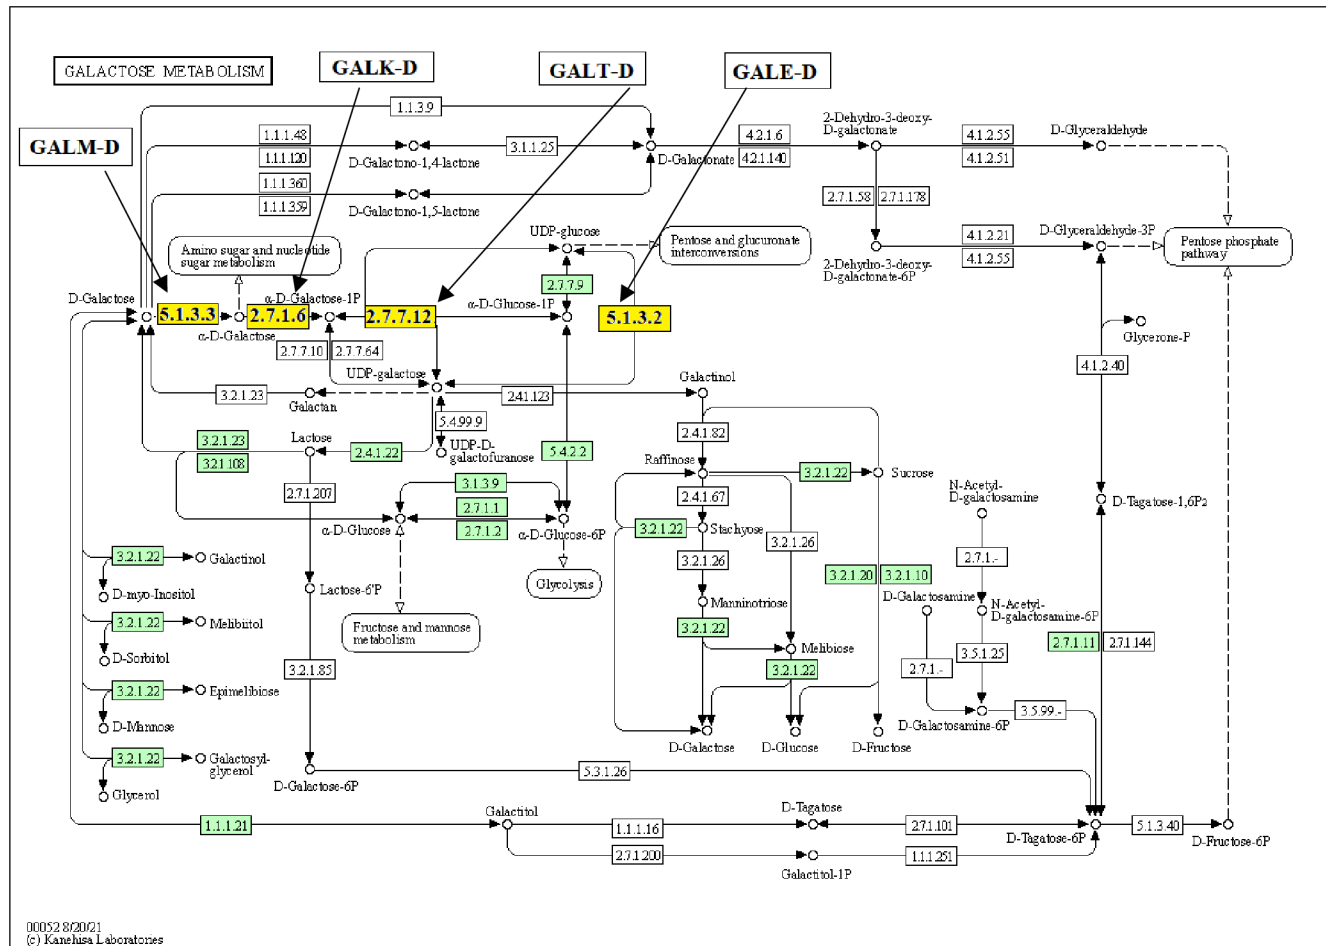 GALACTOSE METABOLISM
GALK-D
GALT-D
GALE-D
GALM-D
1.1.3.9
1.1.1.48
1.1.1.120
D-Galactono-1,4-lactone
3.1.1.25
D-Galactonate
4.2.1.6
4.2.1.140
2-Dehydro-3-deoxy-
D-galactonate
4.1.2.55
4.1.2.51
D-Glyceraldehyde
1.1.1.360
1.1.1.359
D-Galactono-1,5-lactone
2.7.1.58
2.7.1.178
UDP-glucose
Pentose and glucuronate
interconversions
2-Dehydro-3-deoxy-
D-galactonate-6P
4.1.2.21
4.1.2.55
D-Glyceraldehyde-3P
Pentose phosphate
pathway
Amino sugar and nucleotide
sugar metabolism
2.7.7.9
D-Galactose
5.1.3.3
α-D-Galactose
2.7.1.6
α-D-Galactose-1P
2.7.7.12
α-D-Glucose-1P
5.1.3.2
Glycerone-P
2.7.7.10
2.7.7.64
UDP-galactose
4.1.2.40
3.2.1.23
Galactan
2.4.1.123
Galactinol
5.4.99.9
UDP-D-
galactofuranose
3.2.1.23
3.2.1.108
Lactose
2.4.1.22
5.4.2.2
2.4.1.82
Raffinose
3.2.1.22
Sucrose
2.7.1.207
3.1.3.9
2.7.1.1
2.7.1.2
α-D-Glucose
α-D-Glucose-6P
2.4.1.67
3.2.1.22
Stachyose
3.2.1.26
3.2.1.26
N-Acetyl-
D-galactosamine
D-Tagatose-1,6P2
2.7.1.-
3.2.1.22
Galactinol
D-myo-Inositol
Lactose-6'P
Glycolysis
Manninotriose
3.2.1.20
3.2.1.10
D-Galactosamine
N-Acetyl-
D-galactosamine-6P
3.2.1.22
Melibiitol
D-Sorbitol
Fructose and mannose
metabolism
3.2.1.22
Melibiose
3.2.1.22
2.7.1.-
3.5.1.25
2.7.1.11
2.7.1.144
3.2.1.85
3.2.1.22
Epimelibiose
D-Mannose
D-Galactosamine-6P
3.5.99.-
3.2.1.22
Galactosyl-
glycerol
Glycerol
D-Galactose
D-Glucose
D-Fructose
D-Galactose-6P
5.3.1.26
1.1.1.21
Galactitol
1.1.1.16
D-Tagatose
2.7.1.101
D-Tagatose-6P
5.1.3.40
D-Fructose-6P
2.7.1.200
Galactitol-1P
1.1.1.251
00052 8/20/21
(c) Kanehisa Laboratories